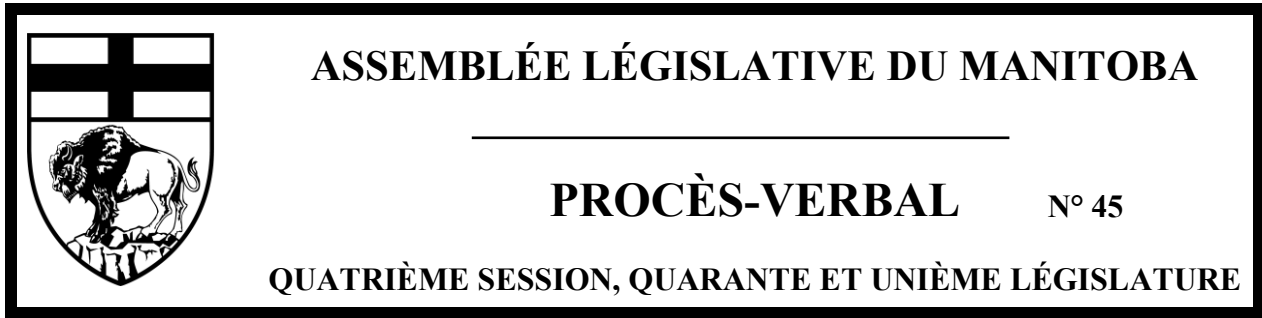 ASSEMBLÉE LÉGISLATIVE DU MANITOBA
PROCÈS-VERBAL N° 45
QUATRIÈME SESSION, QUARANTE ET UNIÈME LÉGISLATURE